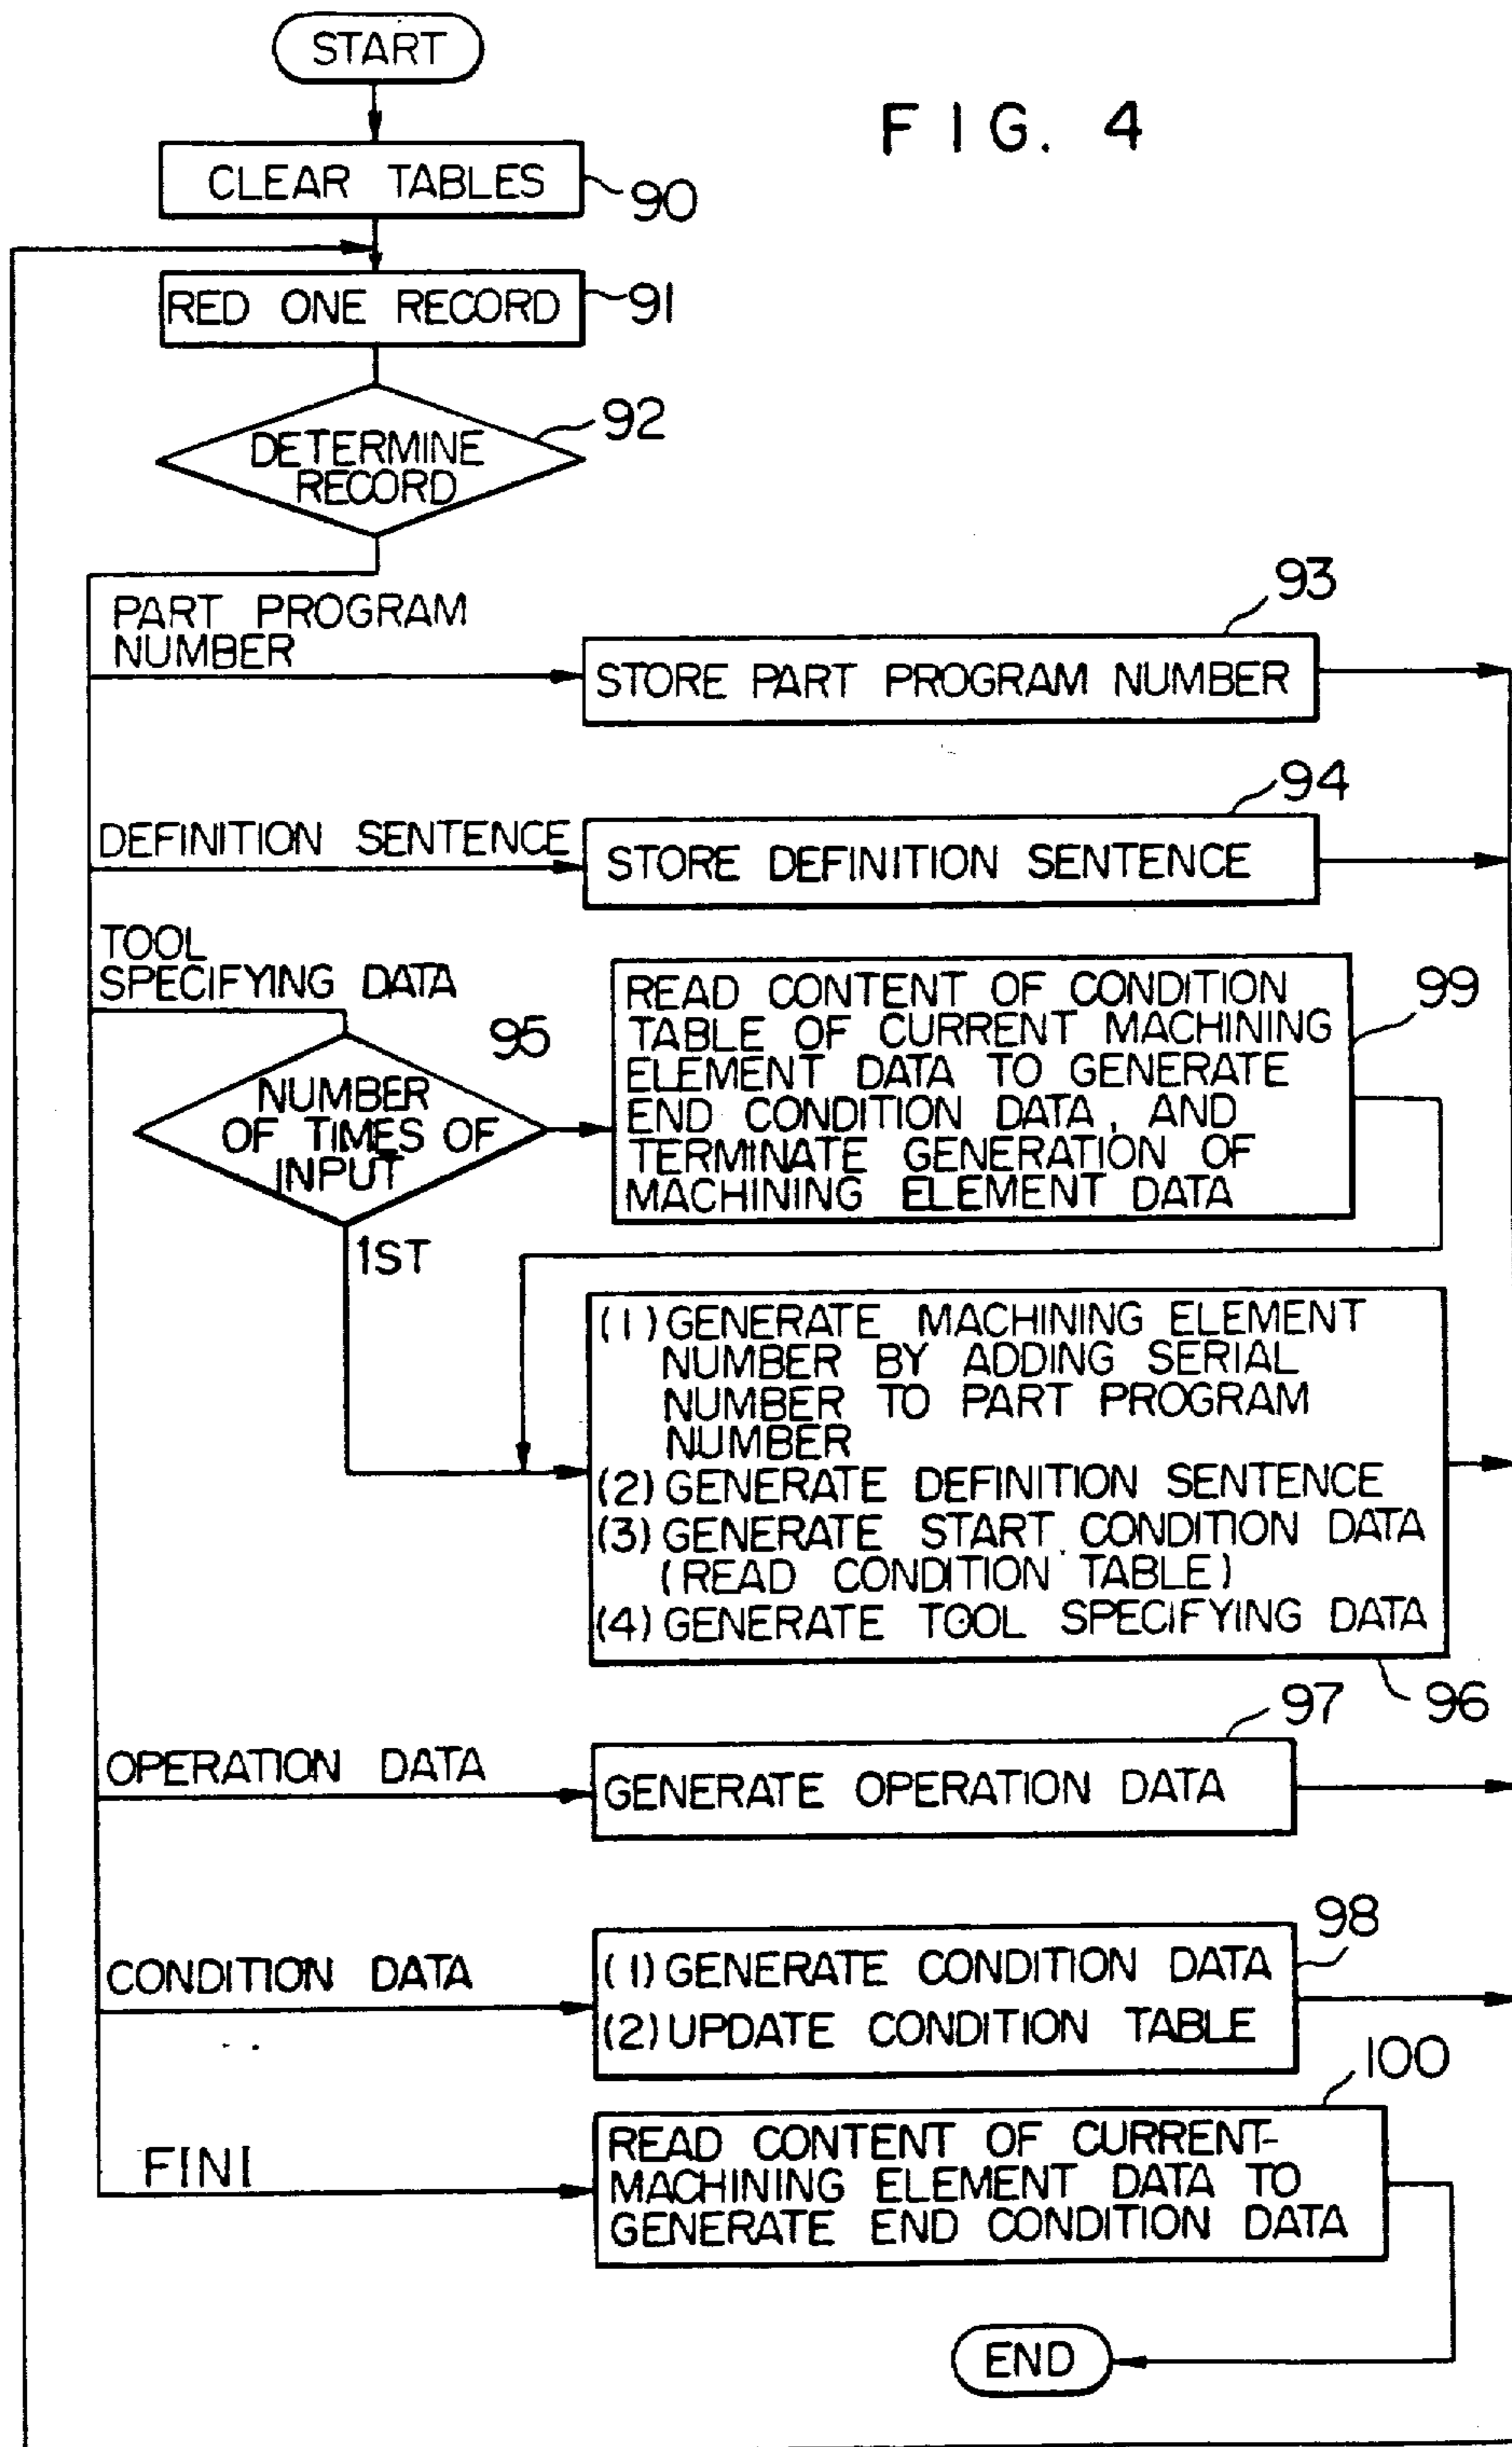 START
FIG. 4
CLEAR TABLES
90
RED ONE RECORD
91
DETERMINE
RECORD
92
PART PROGRAM
NUMBER
93
STORE PART PROGRAM NUMBER
94
DEFINITION SENTENCE
STORE DEFINITION SENTENCE
TOOL
SPECIFYING DATA
95
NUMBER
OF TIMES OF
INPUT
1ST
READ CONTENT OF CONDITION
TABLE OF CURRENT MACHINING
ELEMENT DATA TO GENERATE
END CONDITION DATA, AND
TERMINATE GENERATION OF
MACHINING ELEMENT DATA
99
(1) GENERATE MACHINING ELEMENT
NUMBER BY ADDING SERIAL
NUMBER TO PART PROGRAM
NUMBER
(2) GENERATE DEFINITION SENTENCE
(3) GENERATE START CONDITION DATA
(READ CONDITION TABLE)
(4) GENERATE TOOL SPECIFYING DATA
96
97
OPERATION DATA
GENERATE OPERATION DATA
98
CONDITION DATA
(1) GENERATE CONDITION DATA
(2) UPDATE CONDITION TABLE
100
FINI
READ CONTENT OF CURRENT-
MACHINING ELEMENT DATA TO
GENERATE END CONDITION DATA
END